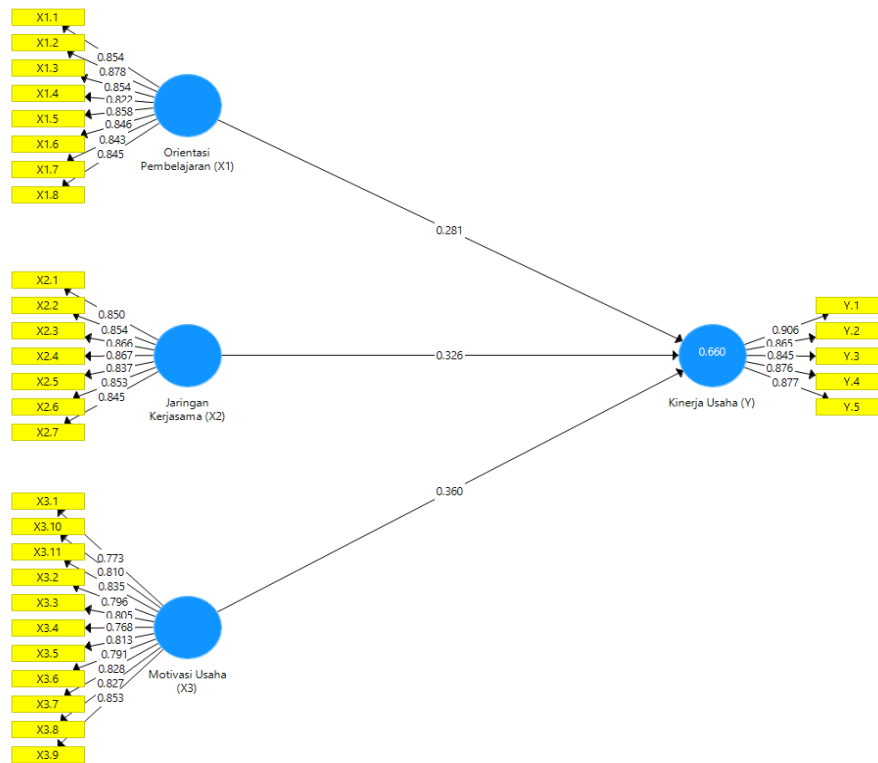 X1.1
X1.2
X1.3
X1.4
X1.5
X1.6
X1.7
X1.8
0.854
0.878
0.854
0.822
0.858
0.846
0.843
0.845
Orientasi
Pembelajaran (X1)
0.281
X2.1
X2.2
X2.3
X2.4
X2.5
X2.6
X2.7
0.850
0.854
0.866
0.867
0.837
0.853
0.845
Jaringan
Kerjasama (X2)
0.326
X3.1
X3.10
X3.11
X3.2
X3.3
X3.4
X3.5
X3.6
X3.7
X3.8
X3.9
0.773
0.810
0.835
0.796
0.805
0.768
0.813
0.791
0.828
0.827
0.853
Motivasi Usaha
(X3)
0.360
0.660
Kinerja Usaha (Y)
0.906
0.865
0.845
0.876
0.877
Y.1
Y.2
Y.3
Y.4
Y.5